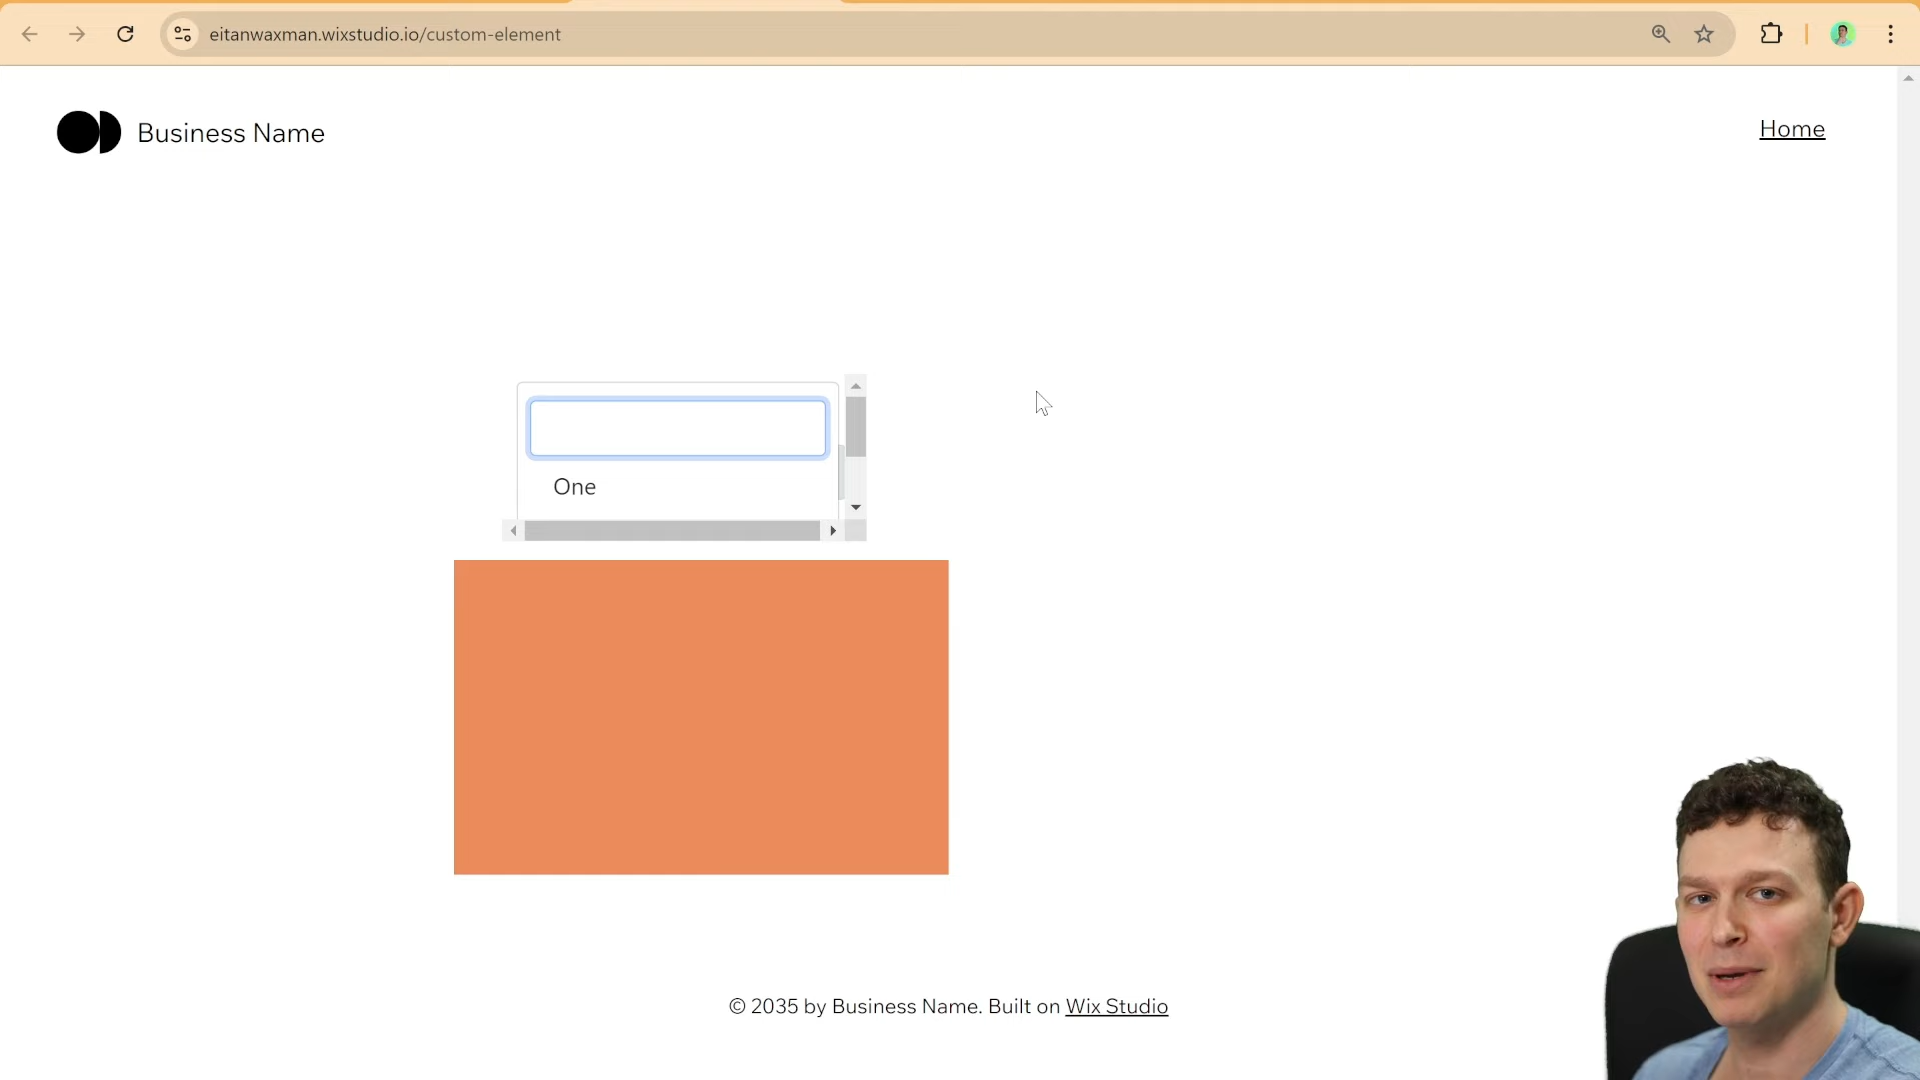 eitanwaxman.wixstudio.io/custom-element
Business Name
Home
One
© 2035 by Business Name. Built on Wix Studio